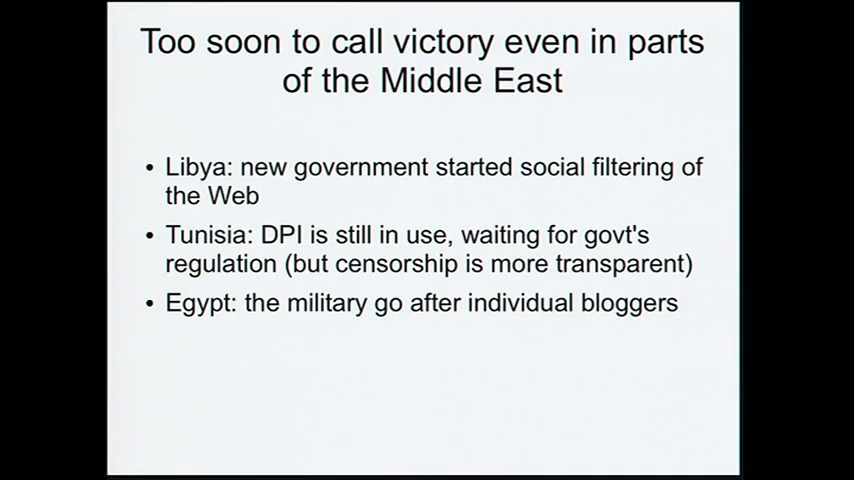 Too soon to call victory even in parts
of the Middle East
• Libya: new government started social filtering of
the Web
• Tunisia: DPI is still in use, waiting for govt's
regulation (but censorship is more transparent)
• Egypt: the military go after individual bloggers